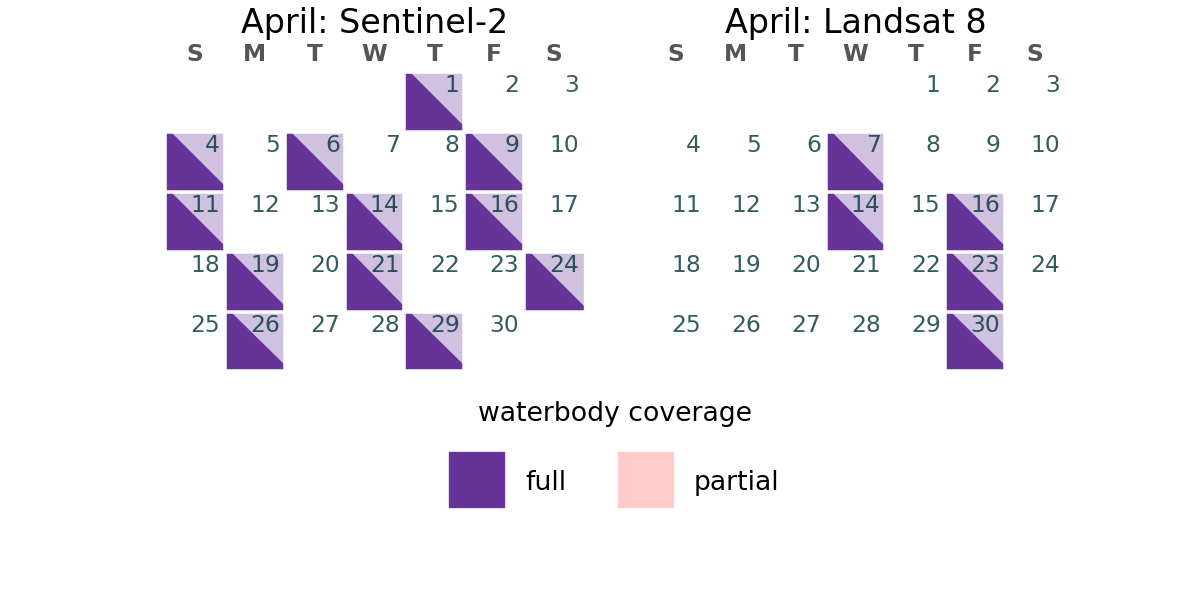 April: Sentinel-2
S M T W T F S
1 2 3
4 5 6 7 8 9 10
11 12 13 14 15 16 17
18 19 20 21 22 23 24
25 26 27 28 29 30
April: Landsat 8
S M T W T F S
1 2 3
4 5 6 7 8 9 10
11 12 13 14 15 16 17
18 19 20 21 22 23 24
25 26 27 28 29 30
waterbody coverage
full partial